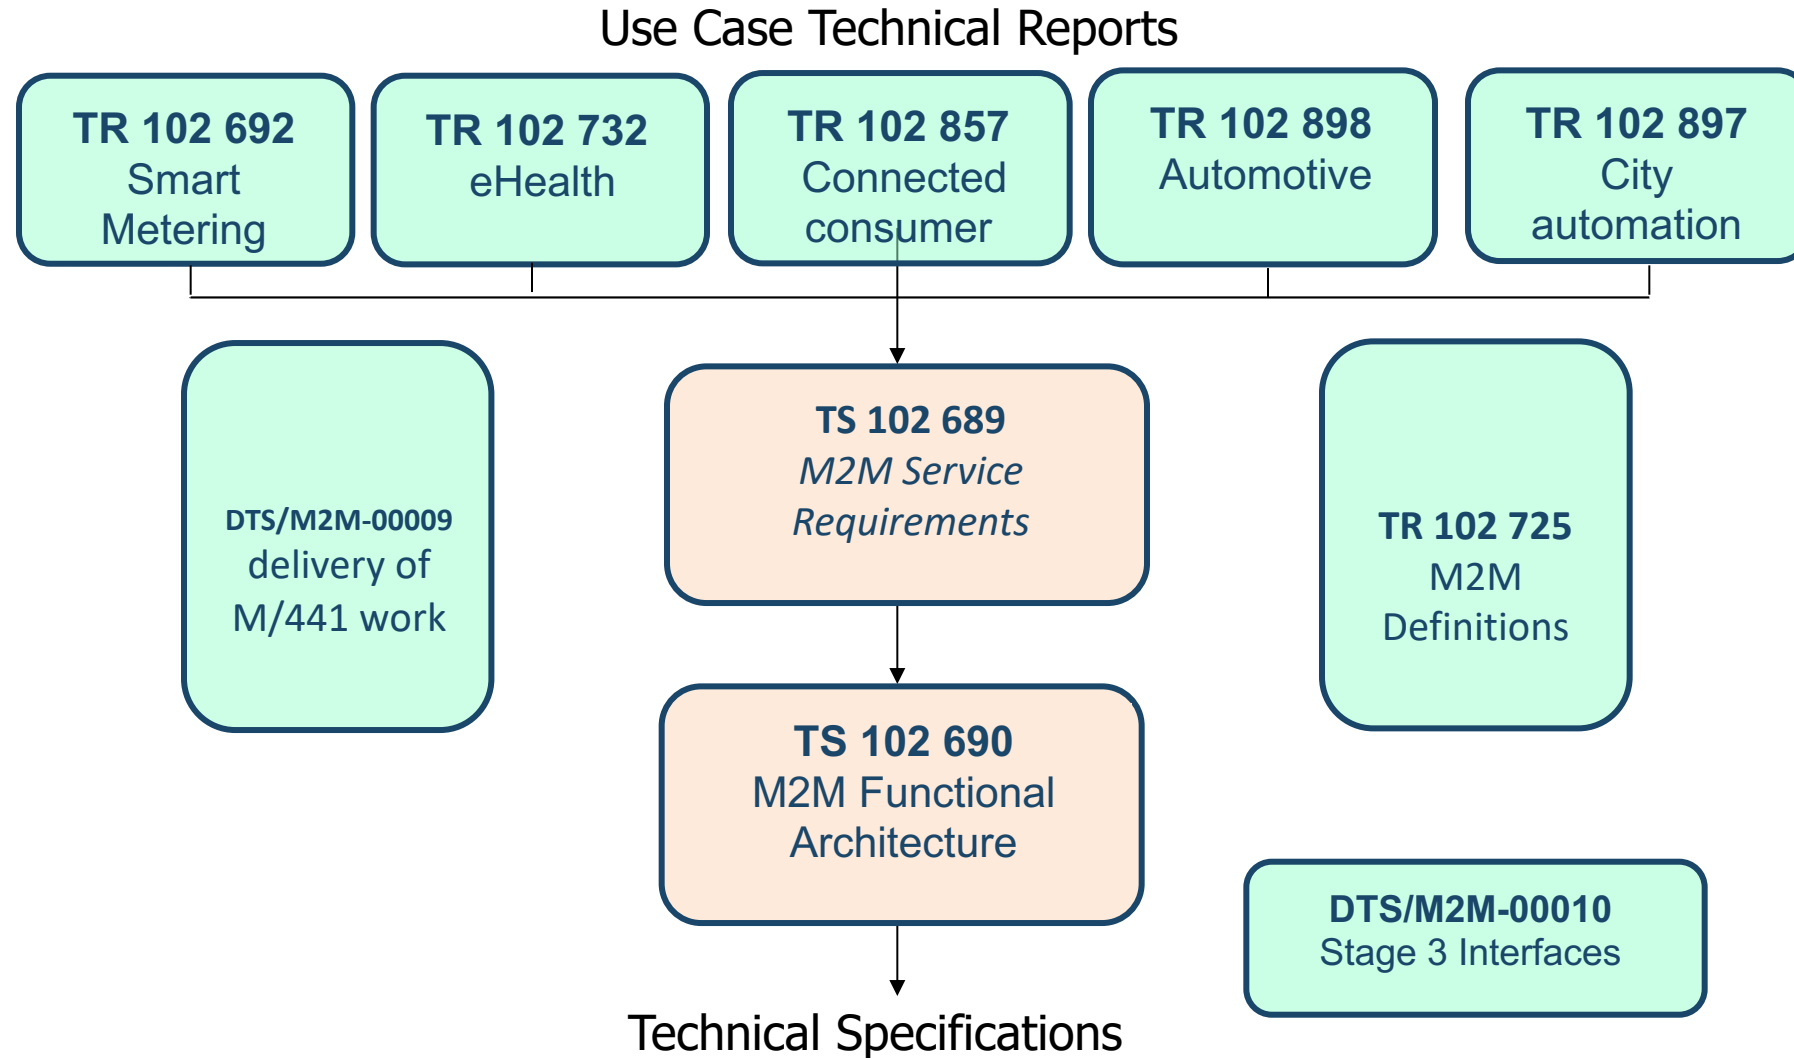 Use Case Technical Reports
TR 102 692
Smart
Metering
TR 102 732
eHealth
TR 102 857
Connected
consumer
TR 102 898
Automotive
TR 102 897
City
automation
DTS/M2M-00009
delivery of
M/441 work
TS 102 689
M2M Service
Requirements
TR 102 725
M2M
Definitions
TS 102 690
M2M Functional
Architecture
DTS/M2M-00010
Stage 3 Interfaces
Technical Specifications